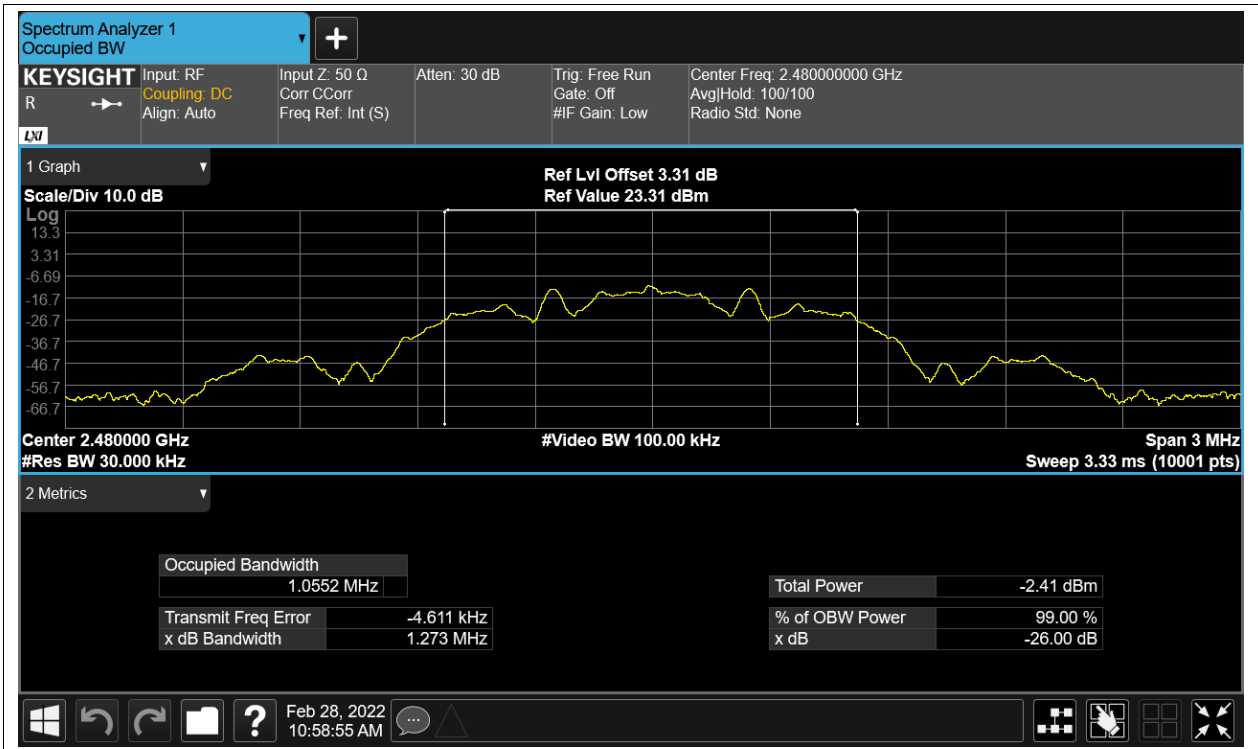 Spectrum Analyzer 1
Occupied BW
KEYSIGHT
R
LXI
Input: RF
Coupling: DC
Align: Auto
Input Z: 50 Ω
Corr CCorr
Freq Ref: Int (S)
Atten: 30 dB
Trig: Free Run
Gate: Off
#IF Gain: Low
Center Freq: 2.480000000 GHz
Avg|Hold: 100/100
Radio Std: None
1 Graph
Scale/Div 10.0 dB
Ref Lvl Offset 3.31 dB
Ref Value 23.31 dBm
Log
13.3
3.31
-6.69
-16.7
-26.7
-36.7
-46.7
-56.7
-66.7
Center 2.480000 GHz
#Video BW 100.00 kHz
Span 3 MHz
#Res BW 30.000 kHz
Sweep 3.33 ms (10001 pts)
2 Metrics
Occupied Bandwidth
1.0552 MHz
Total Power -2.41 dBm
Transmit Freq Error -4.611 kHz
% of OBW Power 99.00 %
x dB Bandwidth 1.273 MHz
x dB -26.00 dB
?
Feb 28, 2022
10:58:55 AM